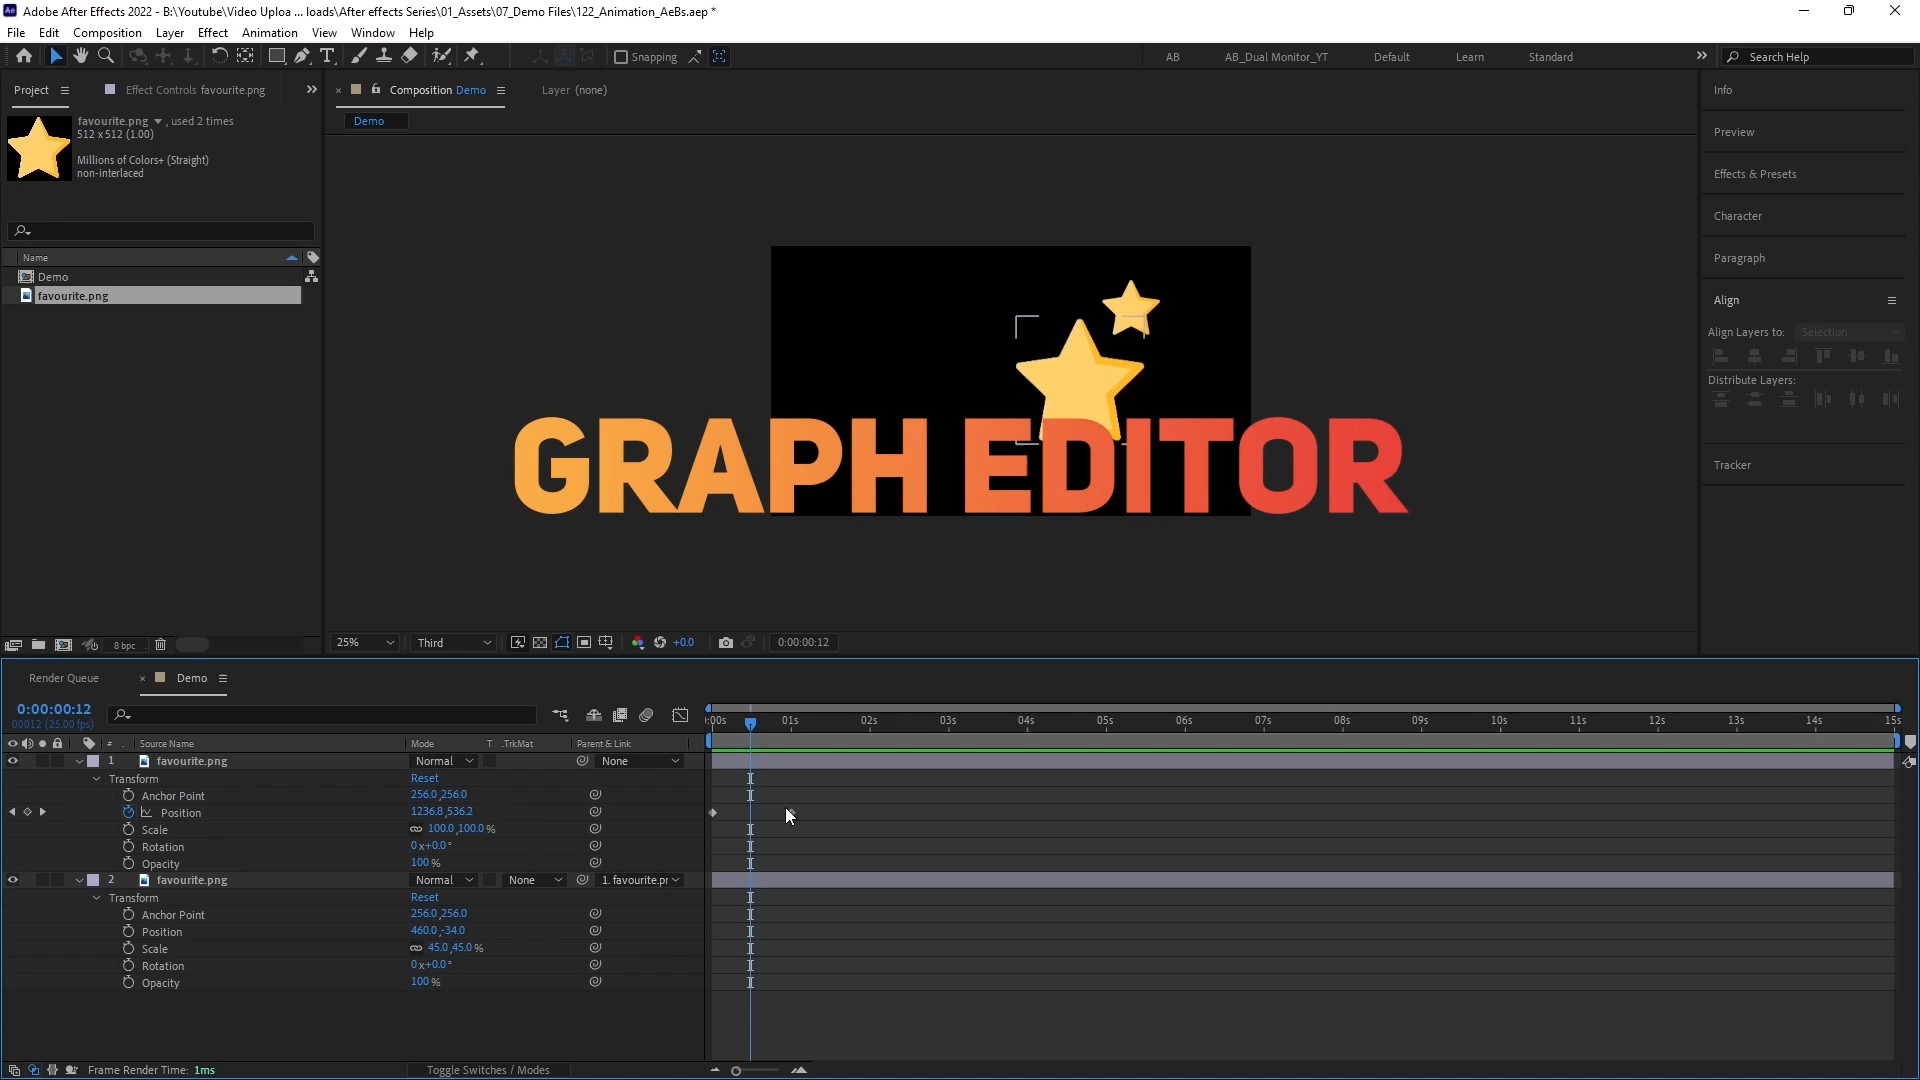 Adobe After Effects 2022 - B:\Youtube\Video Uploa ... loads\After effects Series\01_Assets\07_Demo Files\122_Animation_AeBs.aep *
File Edit Composition Layer Effect Animation View Window Help
Snapping
AB AB_Dual Monitor_YT Default Learn Standard Search Help
Project Effect Controls favourite.png
Composition Demo Layer (none)
Info
favourite.png , used 2 times
Demo
512 x 512 (1.00)
Preview
Millions of Colors+ (Straight)
non-interlaced
Effects & Presets
Character
Name
Paragraph
Demo
favourite.png
Align
Align Layers to: Selection
Distribute Layers:
GRAPH EDITOR
Tracker
8 bpc
25% Third +0.0 0:00:00:12
Render Queue Demo
0:00:00:12
00012 (25.00 fps)
:00s 01s 02s 03s 04s 05s 06s 07s 08s 09s 10s 11s 12s 13s 14s 15s
# Source Name Mode T .TrkMat Parent & Link
1 favourite.png Normal None
Transform Reset
Anchor Point 256.0,256.0
Position 1236.8,536.2
Scale 100.0,100.0 %
Rotation 0x+0.0°
Opacity 100 %
2 favourite.png Normal None 1. favourite.pr
Transform Reset
Anchor Point 256.0,256.0
Position 460.0,-34.0
Scale 45.0,45.0 %
Rotation 0x+0.0°
Opacity 100 %
Frame Render Time: 1ms Toggle Switches / Modes